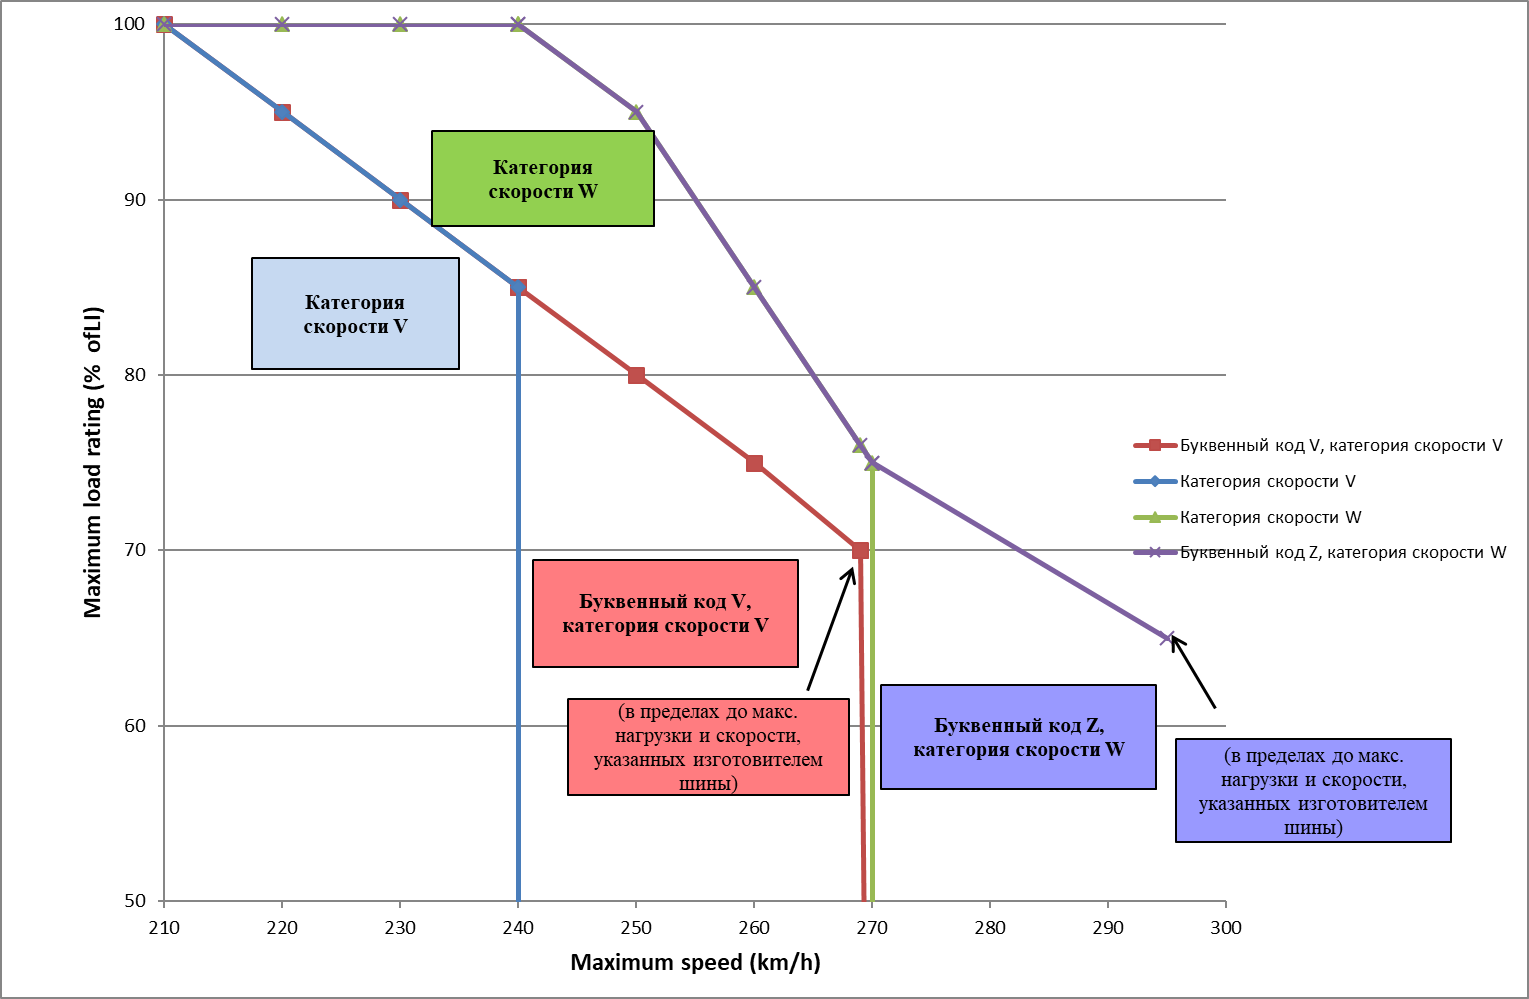 100
90
80
70
60
50
Maximum load rating (% ofLI)
210
220
230
240
250
260
270
280
290
300
Maximum speed (km/h)
Категория
скорости W
Категория
скорости V
Буквенный код V,
категория скорости V
(в пределах до макс.
нагрузки и скорости,
указанных изготовителем
шины)
Буквенный код Z,
категория скорости W
(в пределах до макс.
нагрузки и скорости,
указанных изготовителем
шины)
Буквенный код V, категория скорости V
Категория скорости V
Категория скорости W
Буквенный код Z, категория скорости W